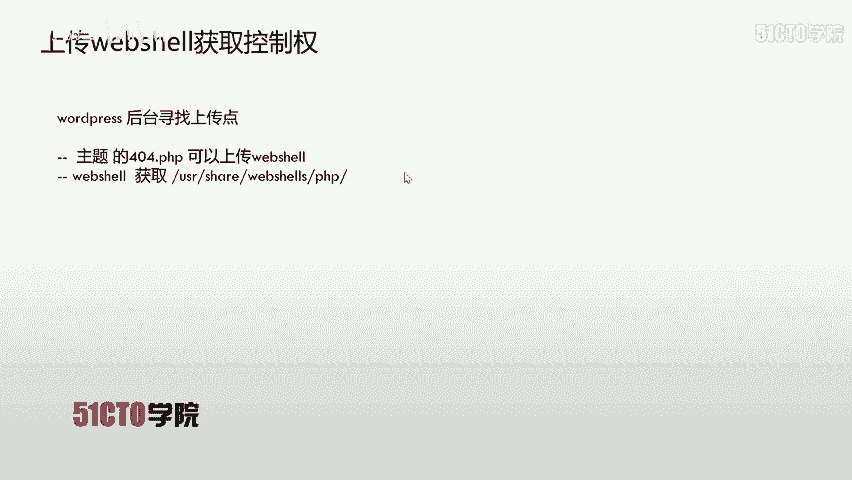 上传webshell获取控制权
51CTO学院
wordpress 后台寻找上传点
-- 主题 的404.php 可以上传webshell
-- webshell 获取 /usr/share/webshells/php/
51CTO学院